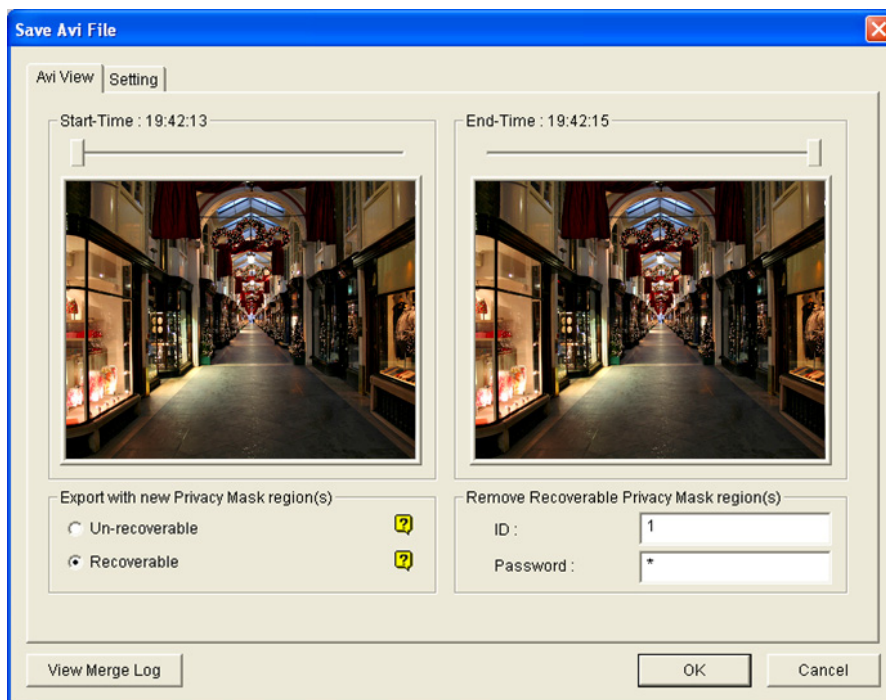 Save Avi File
Avi View
Setting
Start-Time : 19:42:13
End-Time : 19:42:15
Export with new Privacy Mask region(s)
Un-recoverable
?
Recoverable
?
Remove Recoverable Privacy Mask region(s)
ID :
1
Password :
*
View Merge Log
OK
Cancel